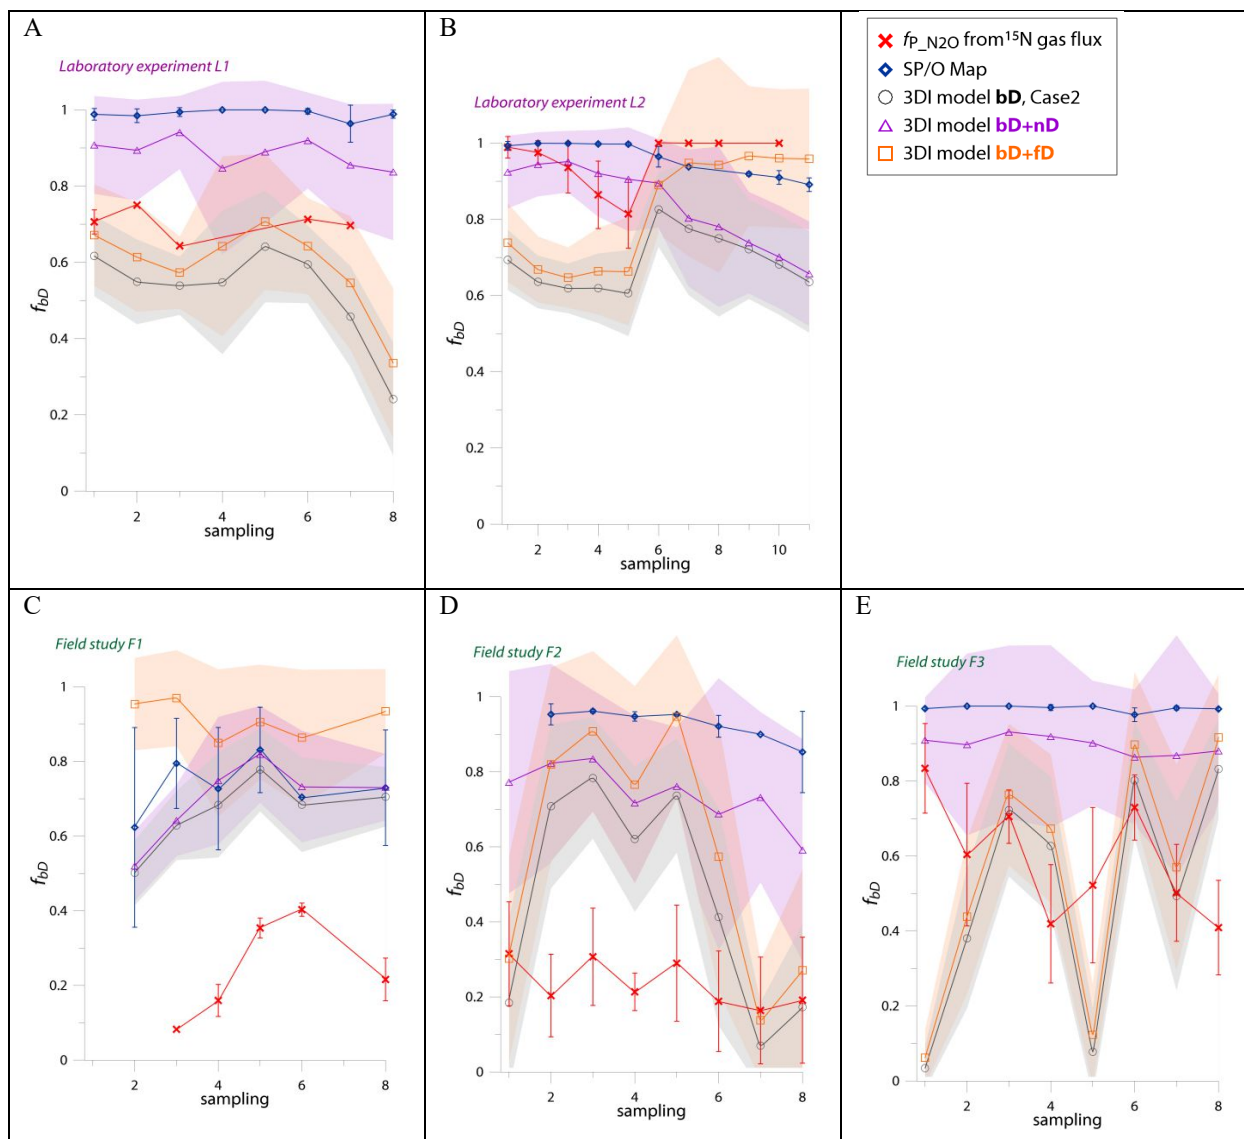 A
Laboratory experiment L1
1
0.8
0.6
0.4
0.2
0
f_bD
2
4
6
8
sampling
B
Laboratory experiment L2
1
0.8
0.6
0.4
0.2
0
f_bD
2
4
6
8
10
sampling
fP_N2O from 15N gas flux
SP/O Map
3DI model bD, Case2
3DI model bD+nD
3DI model bD+fD
C
Field study F1
1
0.8
0.6
0.4
0.2
0
f_bD
2
4
6
8
sampling
D
Field study F2
1
0.8
0.6
0.4
0.2
0
f_bD
2
4
6
8
sampling
E
Field study F3
1
0.8
0.6
0.4
0.2
0
f_bD
2
4
6
8
sampling